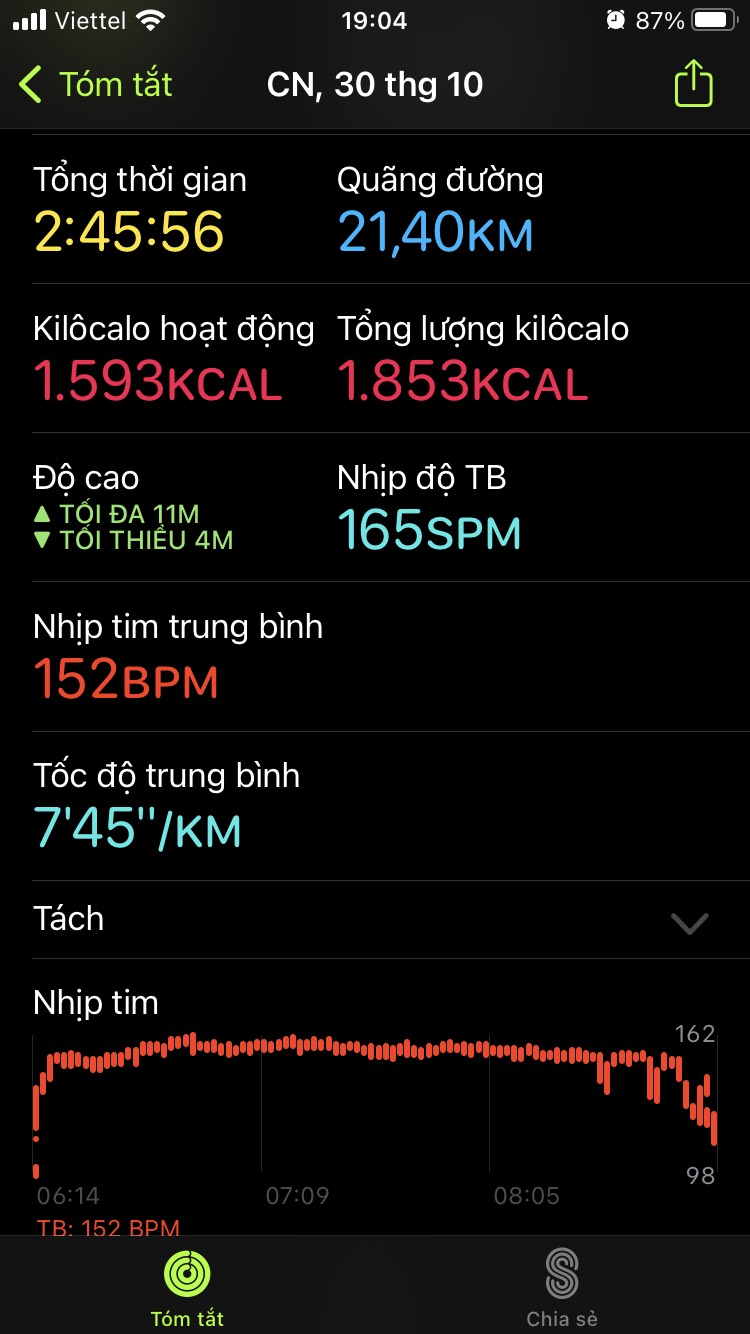 Viettel 19:04 87%
Tóm tắt CN, 30 thg 10
Tổng thời gian Quãng đường
2:45:56 21,40KM
Kilôcalo hoạt động Tổng lượng kilôcalo
1.593KCAL 1.853KCAL
Độ cao Nhịp độ TB
▲ TỐI ĐA 11M
▼ TỐI THIỂU 4M
165SPM
Nhịp tim trung bình
152BPM
Tốc độ trung bình
7'45"/KM
Tách
Nhịp tim
162
98
06:14 07:09 08:05
TB: 152 BPM
Tóm tắt Chia sẻ